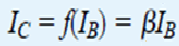 I_C = f(I_B) = βI_B